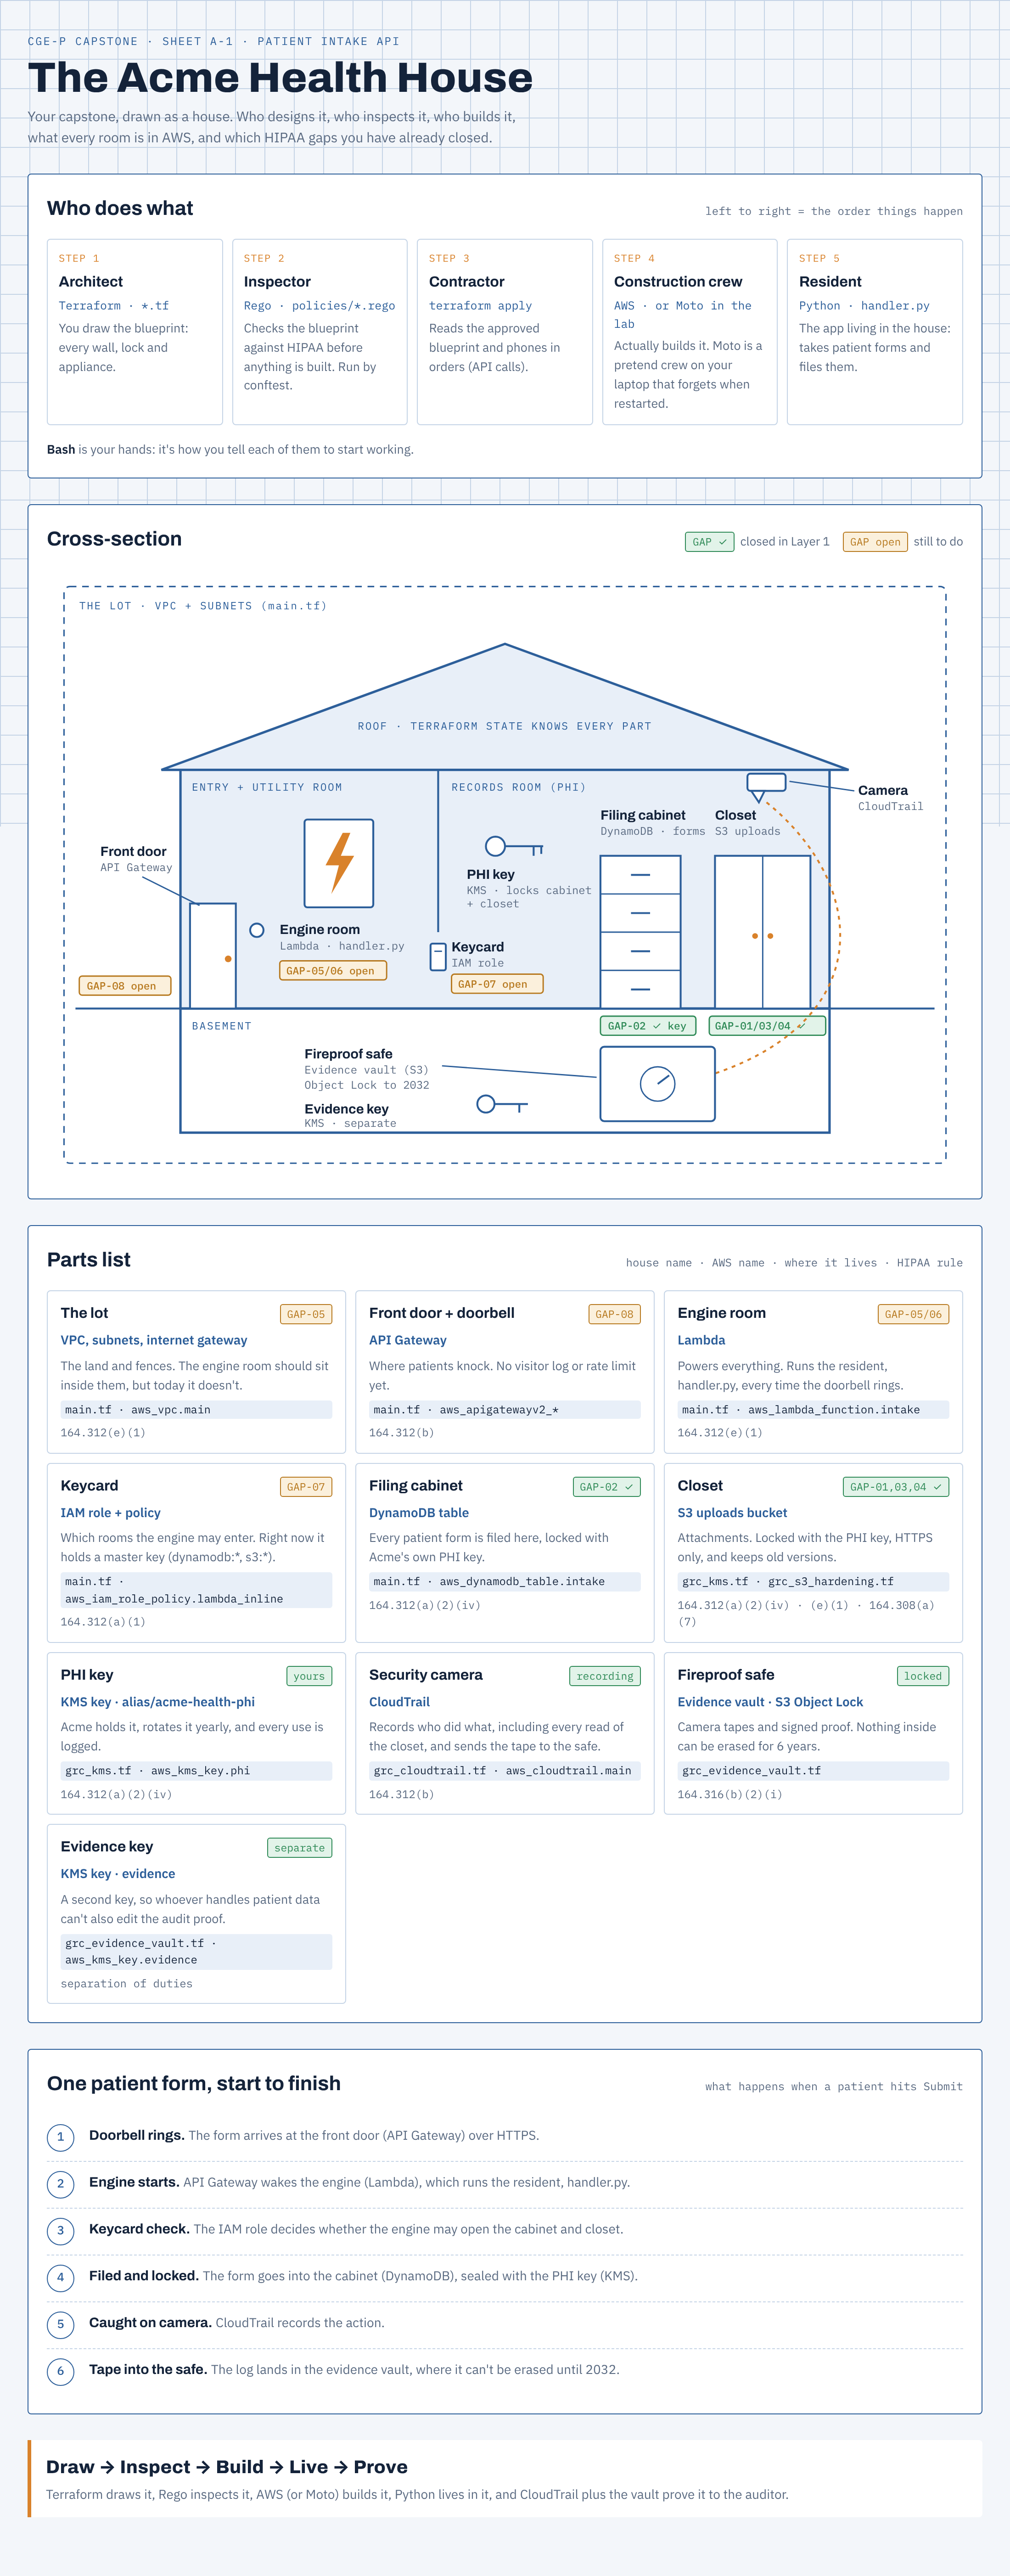 CGE-P CAPSTONE · SHEET A-1 · PATIENT INTAKE API
The Acme Health House
Your capstone, drawn as a house. Who designs it, who inspects it, who builds it,
what every room is in AWS, and which HIPAA gaps you have already closed.
Who does what
left to right = the order things happen
STEP 1
Architect
Terraform · *.tf
You draw the blueprint:
every wall, lock and
appliance.
STEP 2
Inspector
Rego · policies/*.rego
Checks the blueprint
against HIPAA before
anything is built. Run by
conftest.
STEP 3
Contractor
terraform apply
Reads the approved
blueprint and phones in
orders (API calls).
STEP 4
Construction crew
AWS · or Moto in the
lab
Actually builds it. Moto is a
pretend crew on your
laptop that forgets when
restarted.
STEP 5
Resident
Python · handler.py
The app living in the house:
takes patient forms and
files them.
Bash is your hands: it's how you tell each of them to start working.
Cross-section
GAP ✓ closed in Layer 1 GAP open still to do
THE LOT · VPC + SUBNETS (main.tf)
ROOF · TERRAFORM STATE KNOWS EVERY PART
ENTRY + UTILITY ROOM
RECORDS ROOM (PHI)
Camera
CloudTrail
Filing cabinet
DynamoDB · forms
Closet
S3 uploads
Front door
API Gateway
PHI key
KMS · locks cabinet
+ closet
Engine room
Lambda · handler.py
GAP-05/06 open
Keycard
IAM role
GAP-07 open
GAP-08 open
BASEMENT
GAP-02 ✓ key
GAP-01/03/04 ✓
Fireproof safe
Evidence vault (S3)
Object Lock to 2032
Evidence key
KMS · separate
Parts list
house name · AWS name · where it lives · HIPAA rule
The lot
GAP-05
VPC, subnets, internet gateway
The land and fences. The engine room should sit
inside them, but today it doesn't.
main.tf · aws_vpc.main
164.312(e)(1)
Front door + doorbell
GAP-08
API Gateway
Where patients knock. No visitor log or rate limit
yet.
main.tf · aws_apigatewayv2_*
164.312(b)
Engine room
GAP-05/06
Lambda
Powers everything. Runs the resident,
handler.py, every time the doorbell rings.
main.tf · aws_lambda_function.intake
164.312(e)(1)
Keycard
GAP-07
IAM role + policy
Which rooms the engine may enter. Right now it
holds a master key (dynamodb:*, s3:*).
main.tf ·
aws_iam_role_policy.lambda_inline
164.312(a)(1)
Filing cabinet
GAP-02 ✓
DynamoDB table
Every patient form is filed here, locked with
Acme's own PHI key.
main.tf · aws_dynamodb_table.intake
164.312(a)(2)(iv)
Closet
GAP-01,03,04 ✓
S3 uploads bucket
Attachments. Locked with the PHI key, HTTPS
only, and keeps old versions.
grc_kms.tf · grc_s3_hardening.tf
164.312(a)(2)(iv) · (e)(1) · 164.308(a)
(7)
PHI key
yours
KMS key · alias/acme-health-phi
Acme holds it, rotates it yearly, and every use is
logged.
grc_kms.tf · aws_kms_key.phi
164.312(a)(2)(iv)
Security camera
recording
CloudTrail
Records who did what, including every read of
the closet, and sends the tape to the safe.
grc_cloudtrail.tf · aws_cloudtrail.main
164.312(b)
Fireproof safe
locked
Evidence vault · S3 Object Lock
Camera tapes and signed proof. Nothing inside
can be erased for 6 years.
grc_evidence_vault.tf
164.316(b)(2)(i)
Evidence key
separate
KMS key · evidence
A second key, so whoever handles patient data
can't also edit the audit proof.
grc_evidence_vault.tf ·
aws_kms_key.evidence
separation of duties
One patient form, start to finish
what happens when a patient hits Submit
1 Doorbell rings. The form arrives at the front door (API Gateway) over HTTPS.
2 Engine starts. API Gateway wakes the engine (Lambda), which runs the resident, handler.py.
3 Keycard check. The IAM role decides whether the engine may open the cabinet and closet.
4 Filed and locked. The form goes into the cabinet (DynamoDB), sealed with the PHI key (KMS).
5 Caught on camera. CloudTrail records the action.
6 Tape into the safe. The log lands in the evidence vault, where it can't be erased until 2032.
Draw → Inspect → Build → Live → Prove
Terraform draws it, Rego inspects it, AWS (or Moto) builds it, Python lives in it, and CloudTrail plus the vault prove it to the auditor.